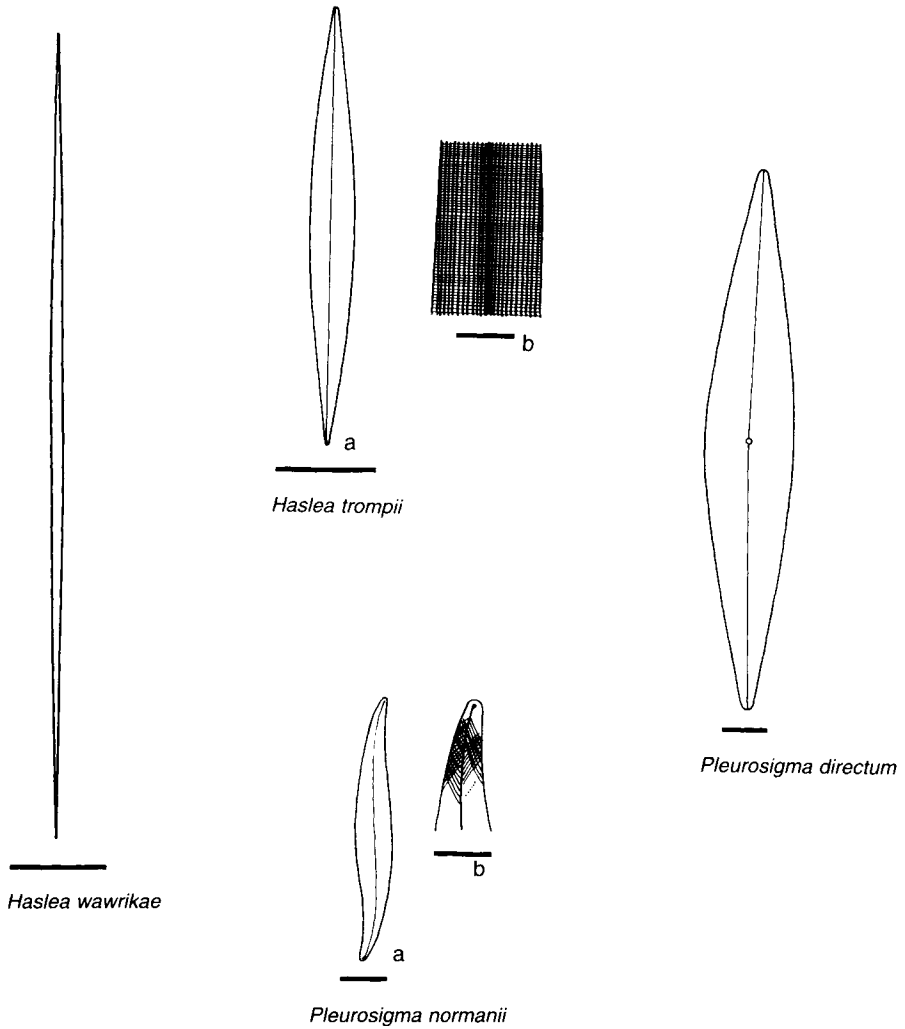 a
b
Haslea trompii
Pleurosigma directum
Haslea wawrikae
a
b
Pleurosigma normanii